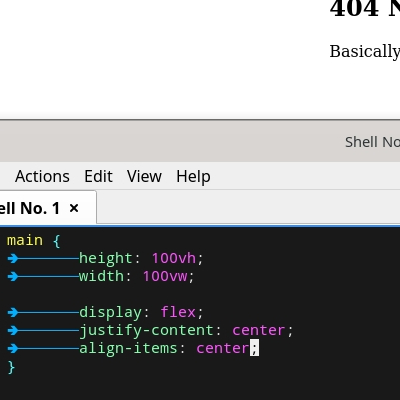 404 N
Basically
Shell No
Actions Edit View Help
ell No. 1 ×
main {
height: 100vh;
width: 100vw;
display: flex;
justify-content: center;
align-items: center;
}